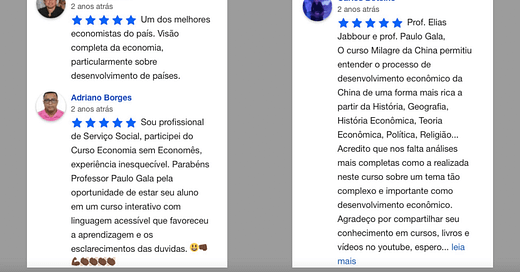 2 anos atrás
Um dos melhores
economistas do país. Visão
completa da economia,
particularmente sobre
desenvolvimento de países.
Adriano Borges
2 anos atrás
Sou profissional
de Serviço Social, participei do
Curso Economia sem Economês,
experiência inesquecível. Parabéns
Professor Paulo Gala pela
oportunidade de estar seu aluno
em um curso interativo com
linguagem acessível que favoreceu
a aprendizagem e os
esclarecimentos das duvidas.
2 anos atrás
Prof. Elias
Jabbour e prof. Paulo Gala,
O curso Milagre da China permitiu
entender o processo de
desenvolvimento econômico da
China de uma forma mais rica a
partir da História, Geografia,
História Econômica, Teoria
Econômica, Política, Religião...
Acredito que nos falta análises
mais completas como a realizada
neste curso sobre um tema tão
complexo e importante como
desenvolvimento econômico.
Agradeço por compartilhar seu
conhecimento em cursos, livros e
vídeos no youtube, espero... leia
mais